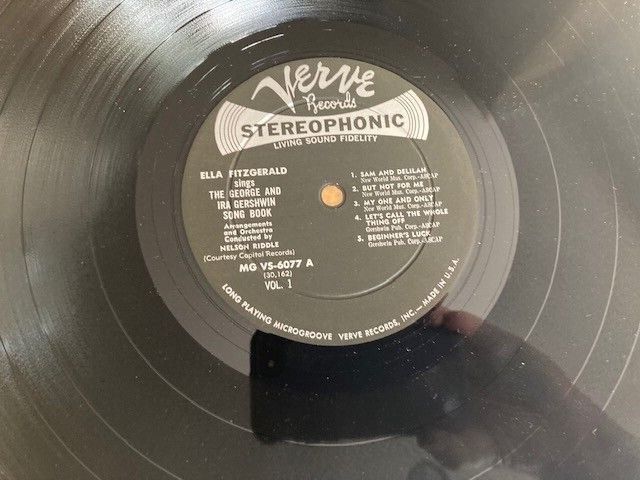 Verve
Records
STEREOPHONIC
LIVING SOUND FIDELITY
ELLA FITZGERALD
sings
THE GEORGE AND
IRA GERSHWIN
SONG BOOK
Arrangements
and Orchestra
Conducted by
NELSON RIDDLE
(Courtesy Capitol Records)
MG VS-6077 A
(30,162)
VOL. 1
1. SAM AND DELILAH
New World Mus. Corp.-ASCAP
2. BUT NOT FOR ME
New World Mus. Corp.-ASCAP
3. MY ONE AND ONLY
New World Mus. Corp.-ASCAP
4. LET'S CALL THE WHOLE
THING OFF
Gershwin Pub. Corp.-ASCAP
5. BEGINNER'S LUCK
Gershwin Pub. Corp.-ASCAP
LONG PLAYING MICROGROOVE VERVE RECORDS, INC.—MADE IN U.S.A.